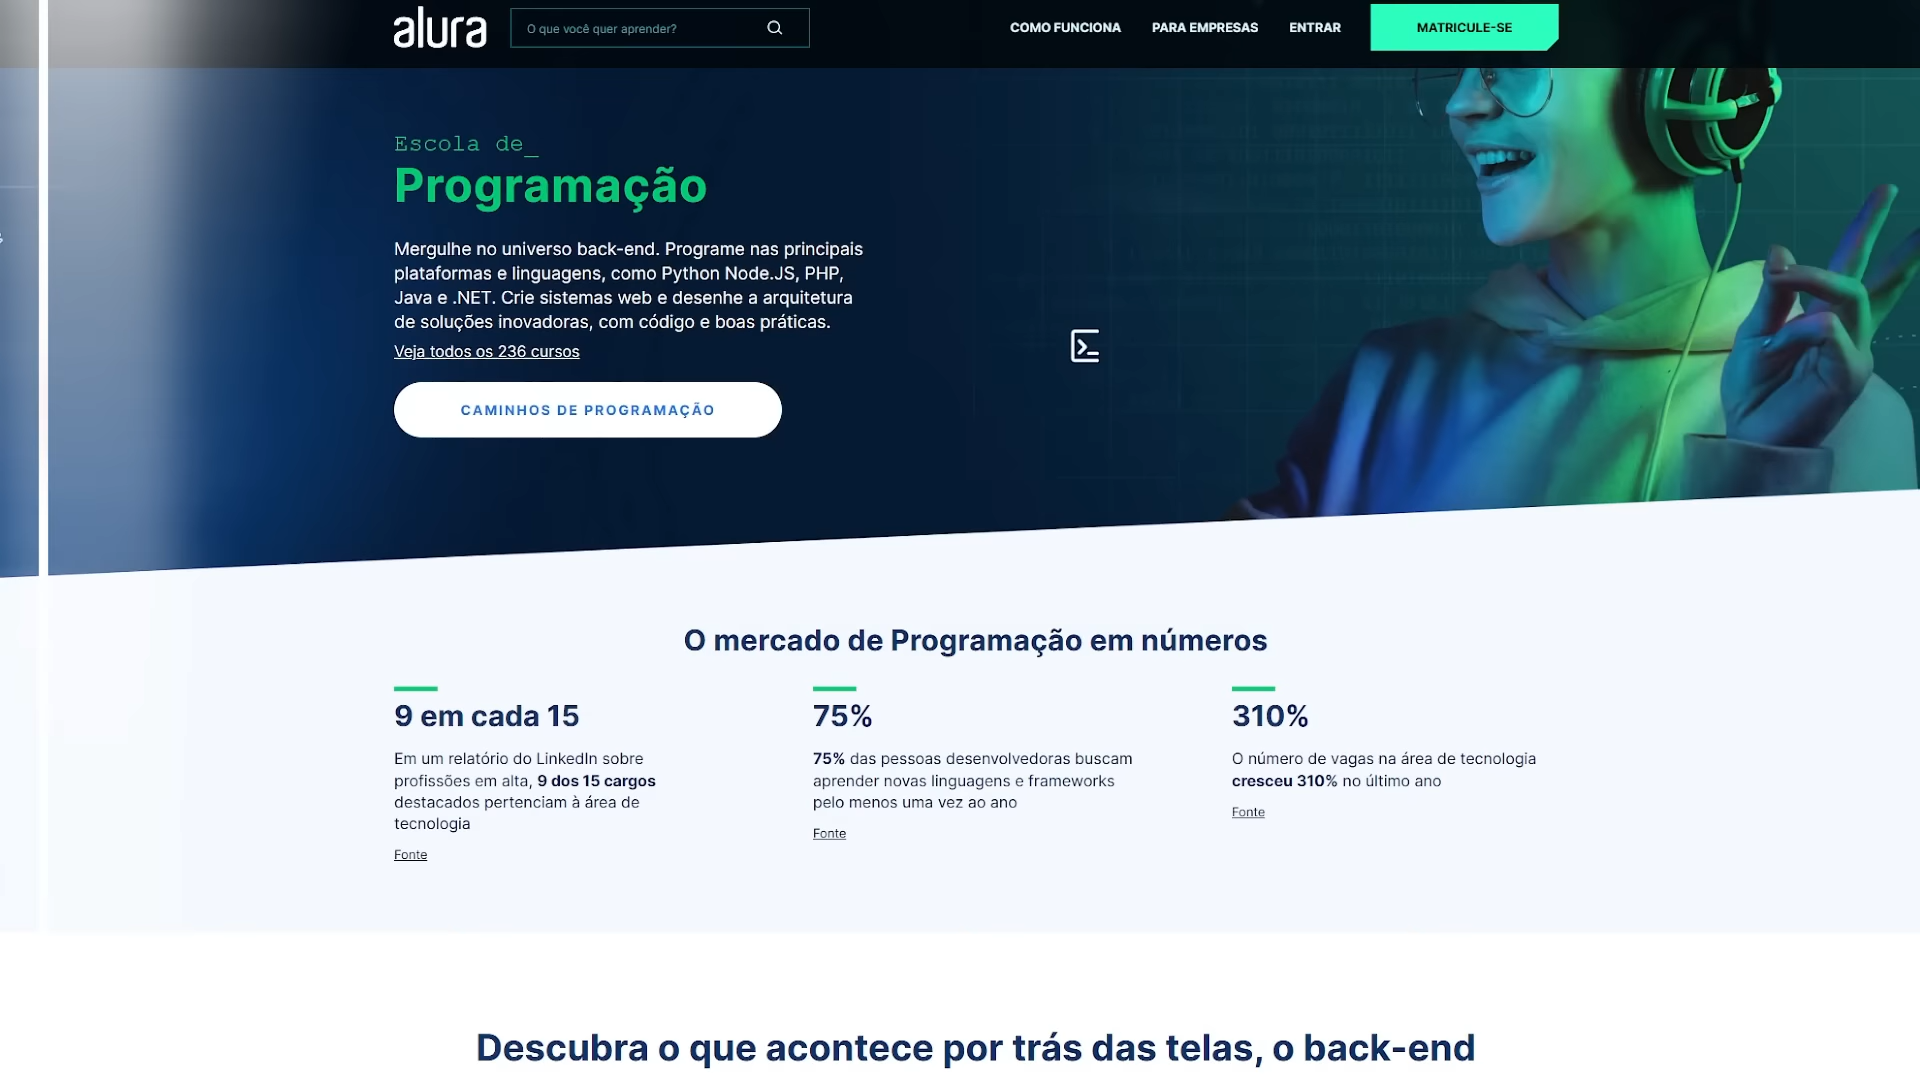 alura
O que você quer aprender?
COMO FUNCIONA
PARA EMPRESAS
ENTRAR
MATRICULE-SE
Escola de_
Programação
Mergulhe no universo back-end. Programe nas principais
plataformas e linguagens, como Python Node.JS, PHP,
Java e .NET. Crie sistemas web e desenhe a arquitetura
de soluções inovadoras, com código e boas práticas.
Veja todos os 236 cursos
CAMINHOS DE PROGRAMAÇÃO
O mercado de Programação em números
9 em cada 15
Em um relatório do LinkedIn sobre
profissões em alta, 9 dos 15 cargos
destacados pertenciam à área de
tecnologia
Fonte
75%
75% das pessoas desenvolvedoras buscam
aprender novas linguagens e frameworks
pelo menos uma vez ao ano
Fonte
310%
O número de vagas na área de tecnologia
cresceu 310% no último ano
Fonte
Descubra o que acontece por trás das telas, o back-end